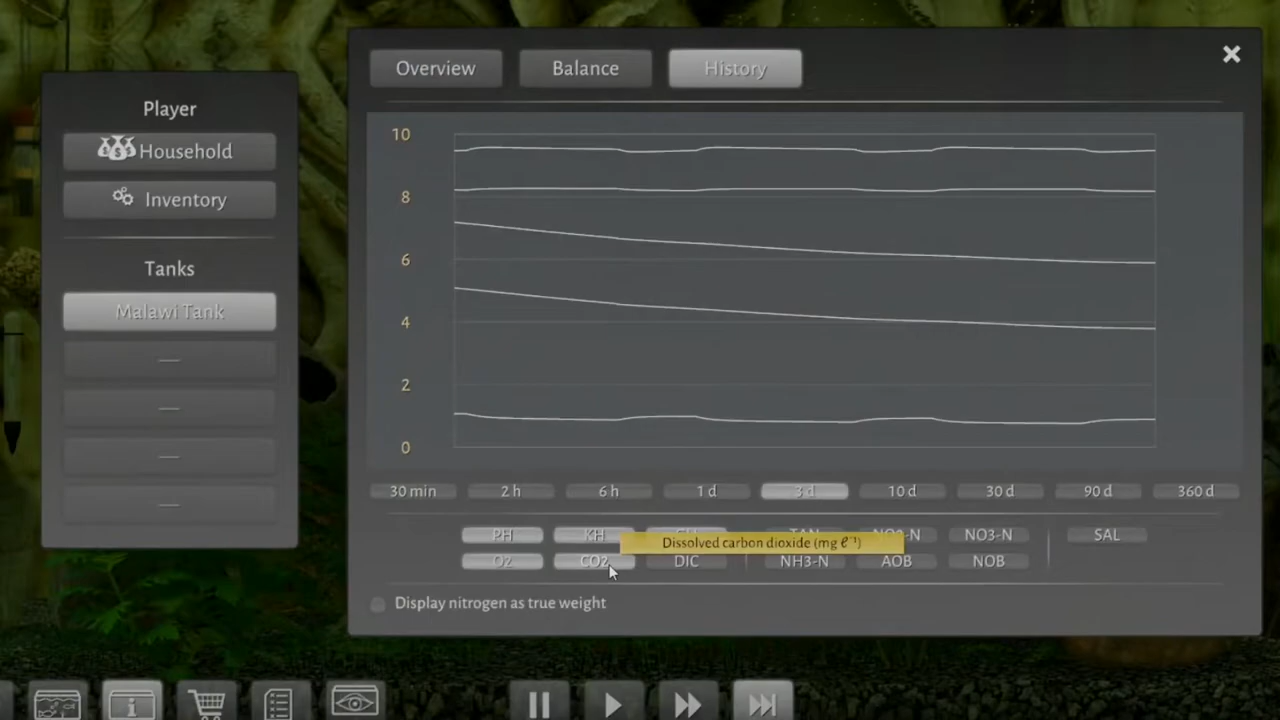 Player
Household
Inventory
Tanks
Malawi Tank
Overview
Balance
History
10
8
6
4
2
0
30 min
2 h
6 h
1 d
3 d
10 d
30 d
90 d
360 d
PH
KH
NO3-N
SAL
Dissolved carbon dioxide (mg ℓ⁻¹)
O2
CO2
DIC
NH3-N
AOB
NOB
Display nitrogen as true weight